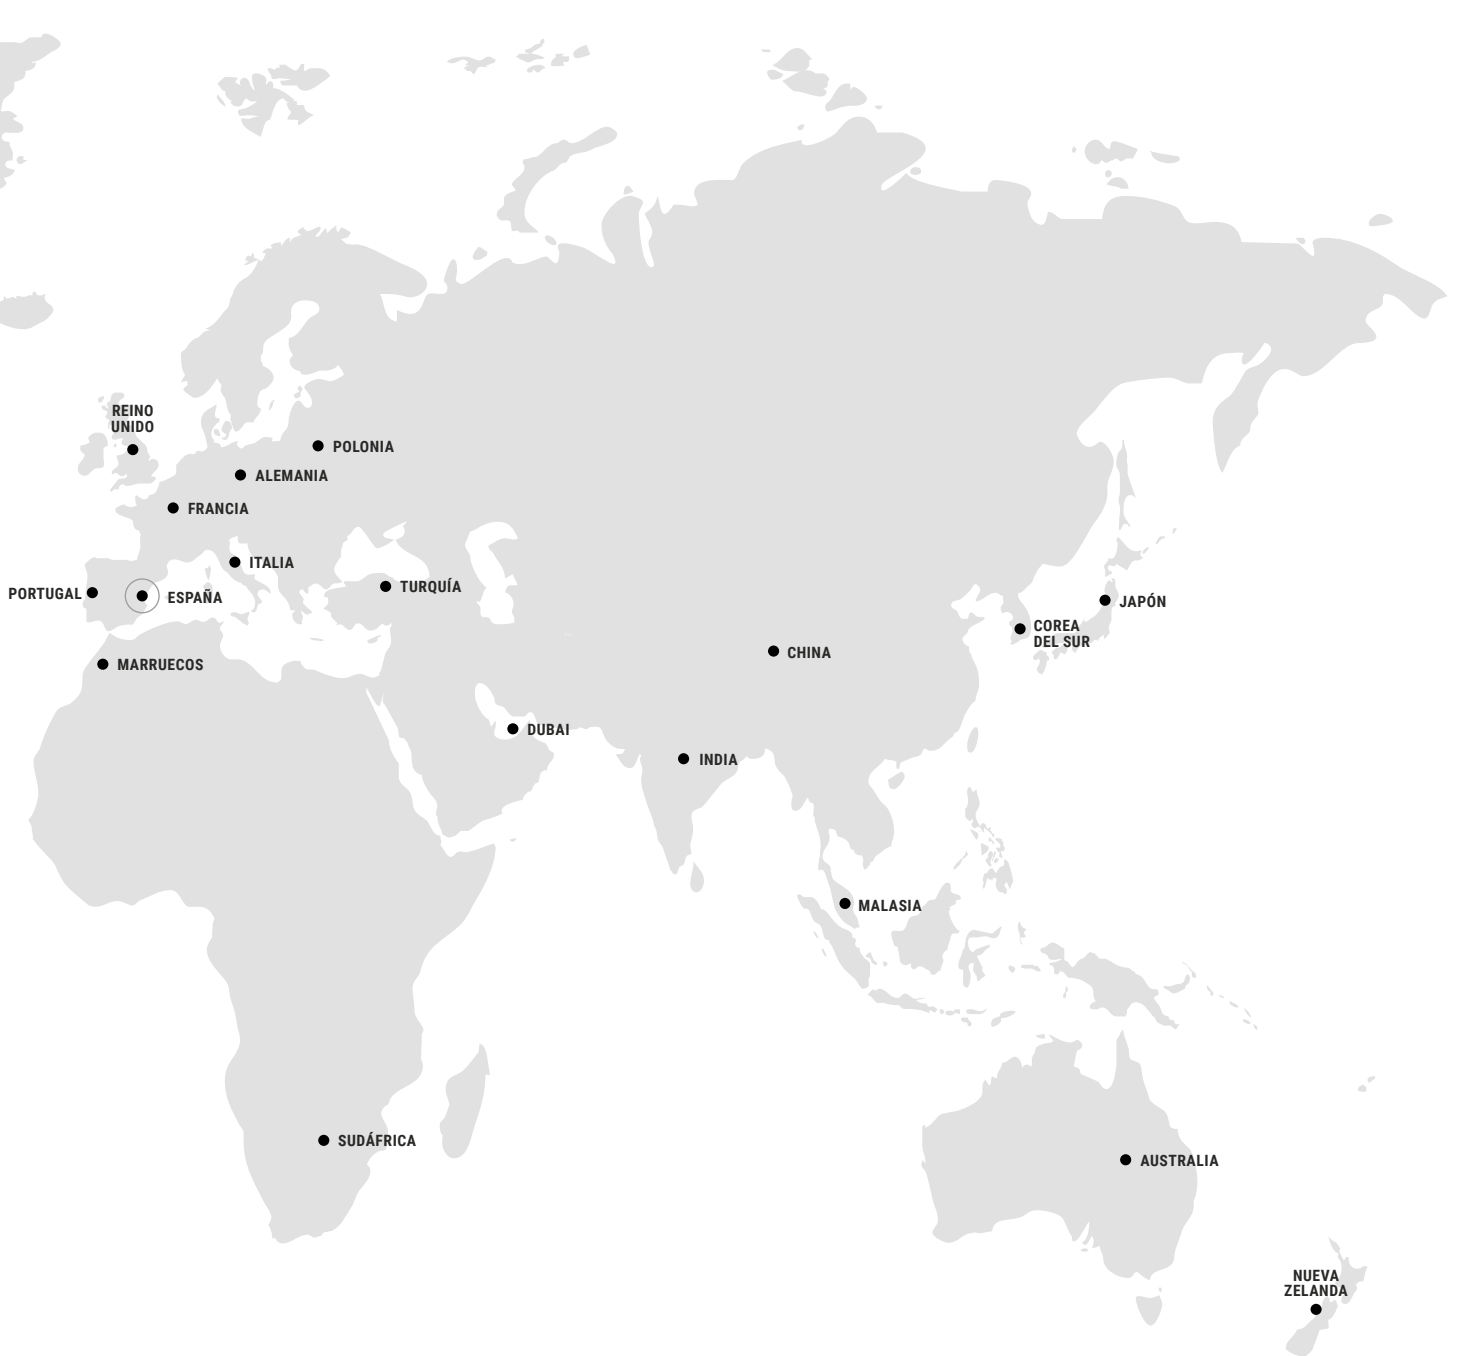 REINO
UNIDO
POLONIA
ALEMANIA
FRANCIA
ITALIA
TURQUÍA
PORTUGAL
ESPAÑA
JAPÓN
COREA
DEL SUR
CHINA
MARRUECOS
DUBAI
INDIA
MALASIA
SUDÁFRICA
AUSTRALIA
NUEVA
ZELANDA